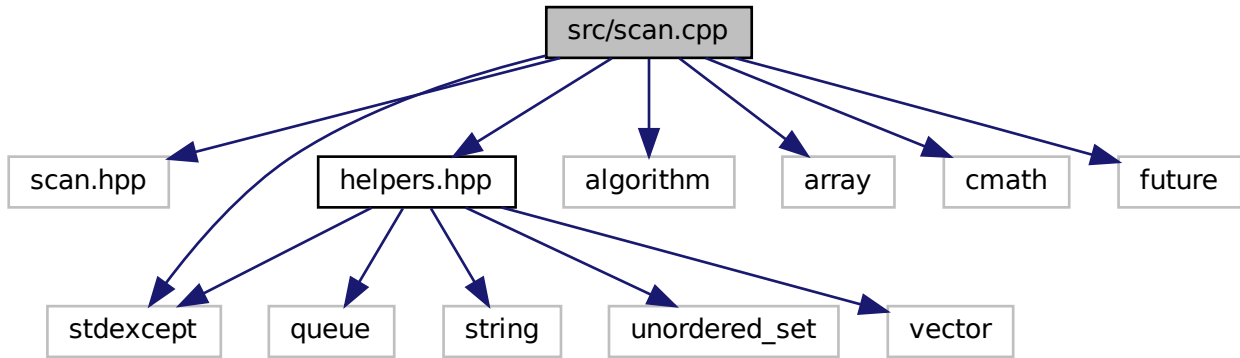 src/scan.cpp
scan.hpp
helpers.hpp
algorithm
array
cmath
future
stdexcept
queue
string
unordered_set
vector